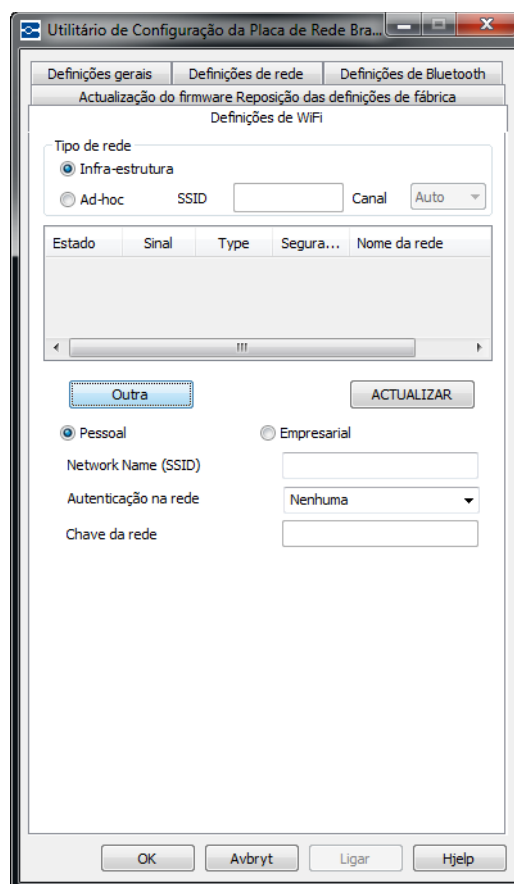 Utilitário de Configuração da Placa de Rede Bra...
Definições gerais Definições de rede Definições de Bluetooth
Actualização do firmware Reposição das definições de fábrica
Definições de WiFi
Tipo de rede
Infra-estrutura
Ad-hoc SSID Canal Auto
Estado Sinal Type Segura... Nome da rede
Outra ACTUALIZAR
Pessoal Empresarial
Network Name (SSID)
Autenticação na rede Nenhuma
Chave da rede
OK Avbryt Ligar Hjelp